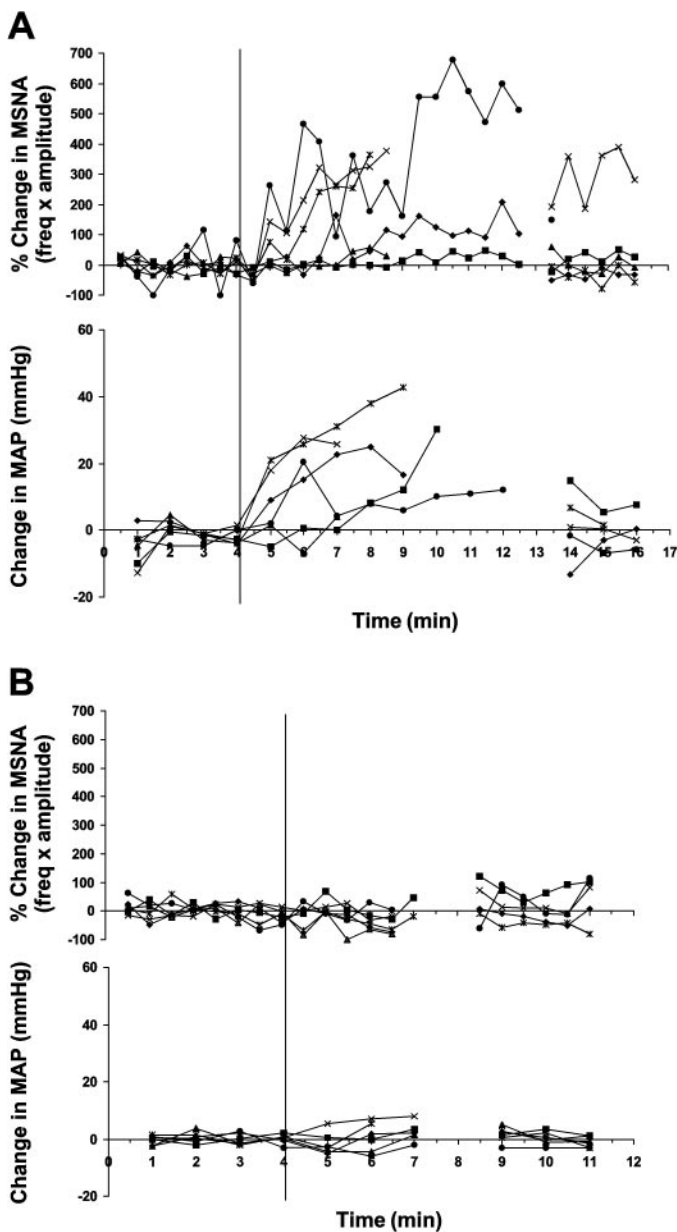 A
% Change in MSNA
(freq x amplitude)
700
600
500
400
300
200
100
0
-100
Change in MAP (mmHg)
60
40
20
0
-20
0 1 2 3 4 5 6 7 8 9 10 11 12 13 14 15 16 17
Time (min)
B
% Change in MSNA
(freq x amplitude)
700
600
500
400
300
200
100
0
-100
Change in MAP (mmHg)
60
40
20
0
-20
0 1 2 3 4 5 6 7 8 9 10 11 12
Time (min)